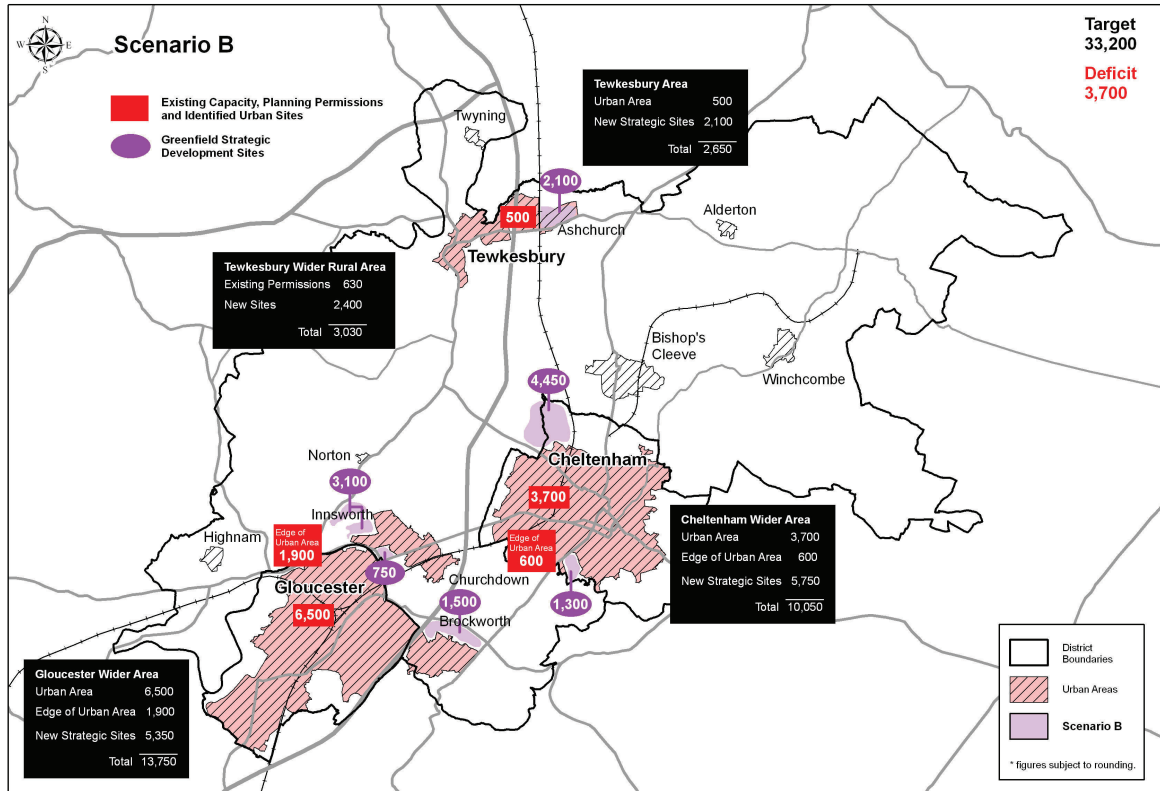 N
W E
S
Scenario B
Target
33,200
Deficit
3,700
Existing Capacity, Planning Permissions
and Identified Urban Sites
Greenfield Strategic
Development Sites
Tewkesbury Area
Urban Area 500
New Strategic Sites 2,100
Total 2,650
Twyning
2,100
500
Ashchurch
Alderton
Tewkesbury
Tewkesbury Wider Rural Area
Existing Permissions 630
New Sites 2,400
Total 3,030
Bishop's
Cleeve
Winchcombe
4,450
Norton
Cheltenham
3,100
3,700
Innsworth
Highnam
Edge of
Urban Area
1,900
Edge of
Urban Area
600
750
Churchdown
Gloucester
1,500
1,300
6,500
Brockworth
Cheltenham Wider Area
Urban Area 3,700
Edge of Urban Area 600
New Strategic Sites 5,750
Total 10,050
Gloucester Wider Area
Urban Area 6,500
Edge of Urban Area 1,900
New Strategic Sites 5,350
Total 13,750
District
Boundaries
Urban Areas
Scenario B
* figures subject to rounding.